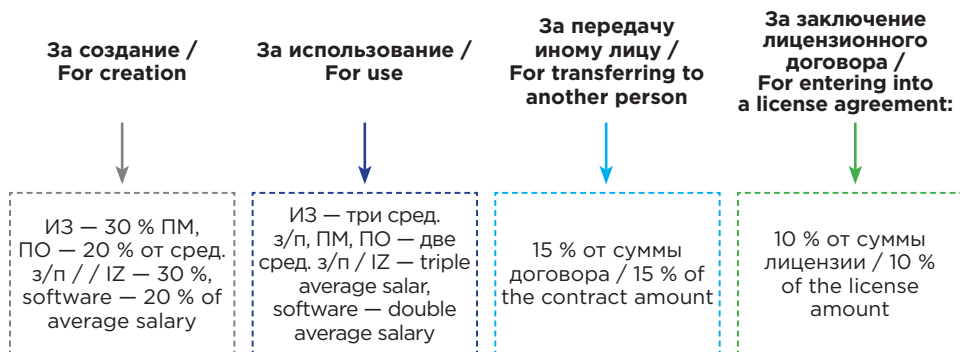 За создание /
For creation
За использование /
For use
За передачу
иному лицу /
For transferring to
another person
За заключение
лицензионного
договора /
For entering into
a license agreement:
ИЗ — 30 % ПМ,
ПО — 20 % от сред.
з/п / / IZ — 30 %,
software — 20 % of
average salary
ИЗ — три сред.
з/п, ПМ, ПО — две
сред. з/п / IZ — triple
average salar,
software — double
average salary
15 % от суммы
договора / 15 % of
the contract amount
10 % от суммы
лицензии / 10 %
of the license
amount